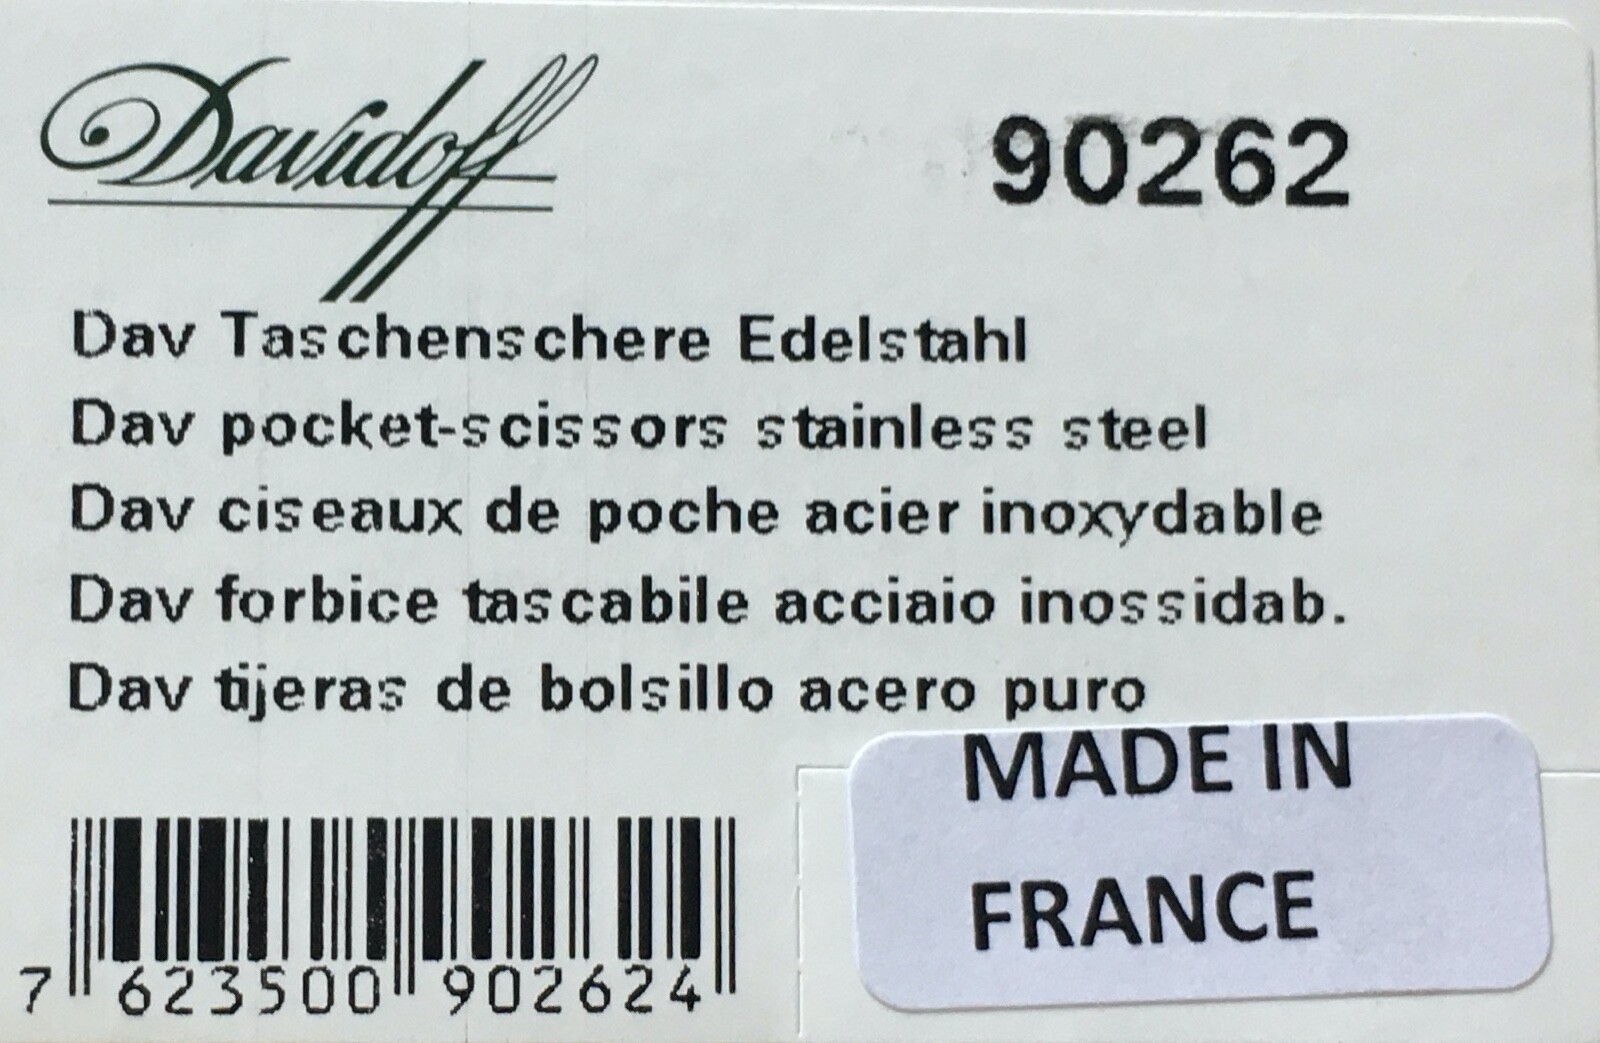 Davidoff
90262
Dav Taschenschere Edelstahl
Dav pocket-scissors stainless steel
Dav ciseaux de poche acier inoxydable
Dav forbice tascabile acciaio inossidab.
Dav tijeras de bolsillo acero puro
MADE IN
FRANCE
7 623500 902624